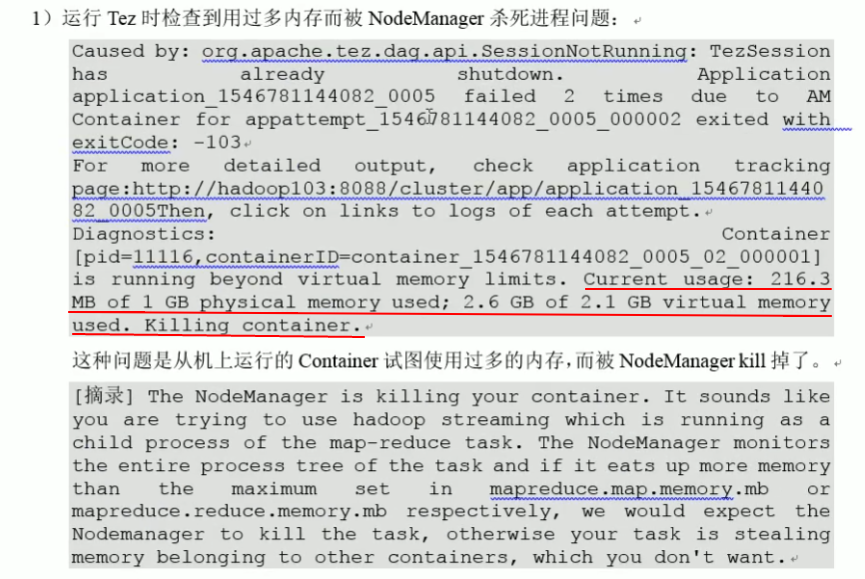 1）运行 Tez 时检查到用过多内存而被 NodeManager 杀死进程问题：
Caused by: org.apache.tez.dag.api.SessionNotRunning: TezSession
has already shutdown. Application
application_1546781144082_0005 failed 2 times due to AM
Container for appattempt_1546781144082_0005_000002 exited with
exitCode: -103
For more detailed output, check application tracking
page:http://hadoop103:8088/cluster/app/application_15467811440
82_0005Then, click on links to logs of each attempt.
Diagnostics: Container
[pid=11116,containerID=container_1546781144082_0005_02_000001]
is running beyond virtual memory limits. Current usage: 216.3
MB of 1 GB physical memory used; 2.6 GB of 2.1 GB virtual memory
used. Killing container.
这种问题是从机上运行的 Container 试图使用过多的内存，而被 NodeManager kill 掉了。
[摘录] The NodeManager is killing your container. It sounds like
you are trying to use hadoop streaming which is running as a
child process of the map-reduce task. The NodeManager monitors
the entire process tree of the task and if it eats up more memory
than the maximum set in mapreduce.map.memory.mb or
mapreduce.reduce.memory.mb respectively, we would expect the
Nodemanager to kill the task, otherwise your task is stealing
memory belonging to other containers, which you don't want.